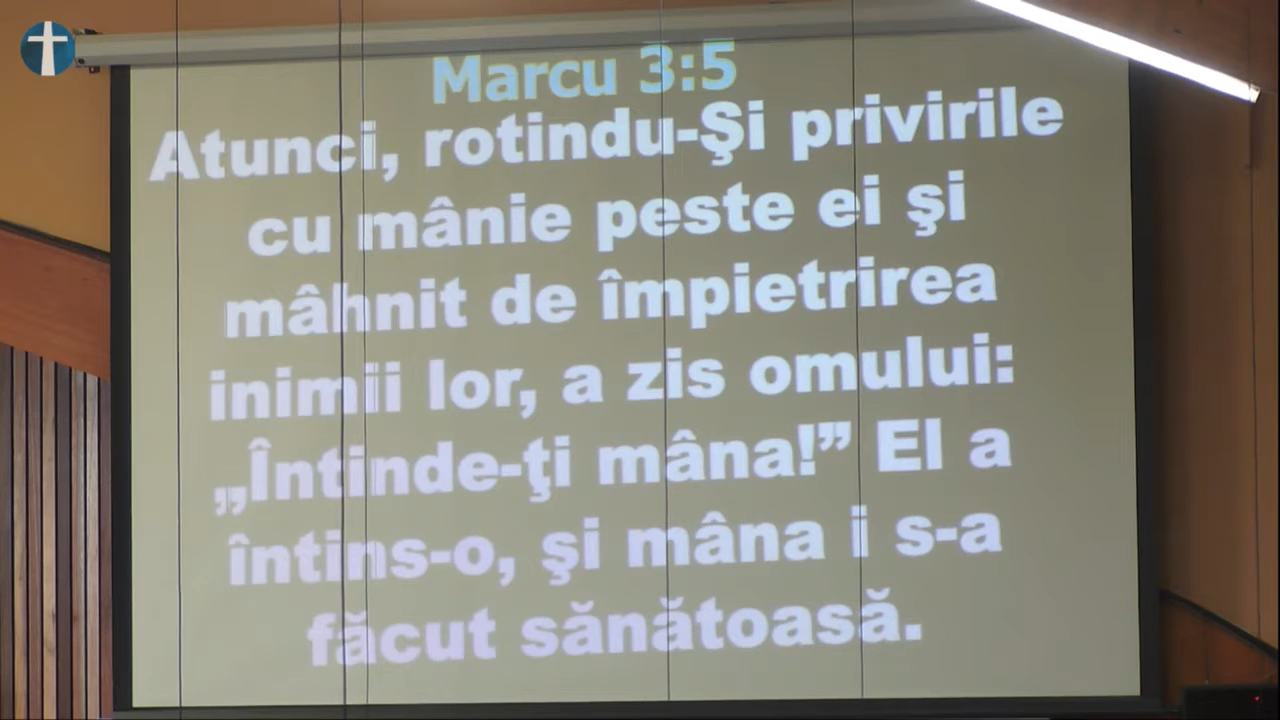 Marcu 3:5
Atunci, rotindu-Şi privirile
cu mânie peste ei şi
mâhnit de împietrirea
inimii lor, a zis omului:
„Întinde-ţi mâna!” El a
întins-o, şi mâna i s-a
făcut sănătoasă.